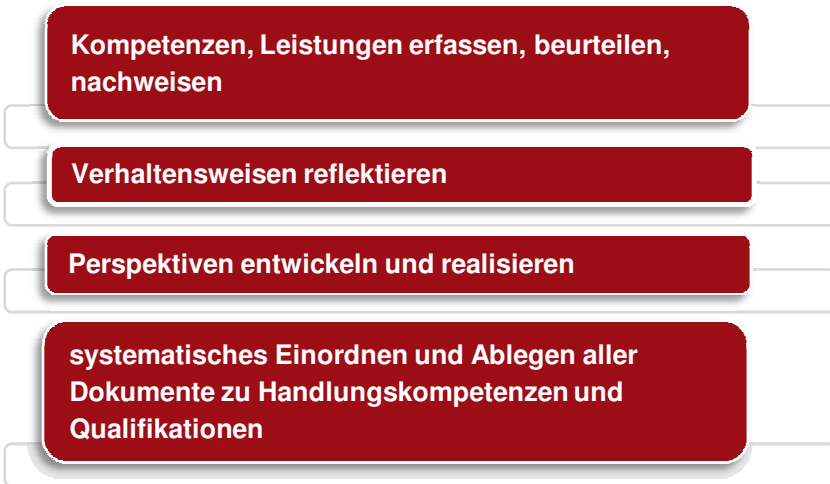 Kompetenzen, Leistungen erfassen, beurteilen,
nachweisen
Verhaltensweisen reflektieren
Perspektiven entwickeln und realisieren
systematisches Einordnen und Ablegen aller
Dokumente zu Handlungskompetenzen und
Qualifikationen